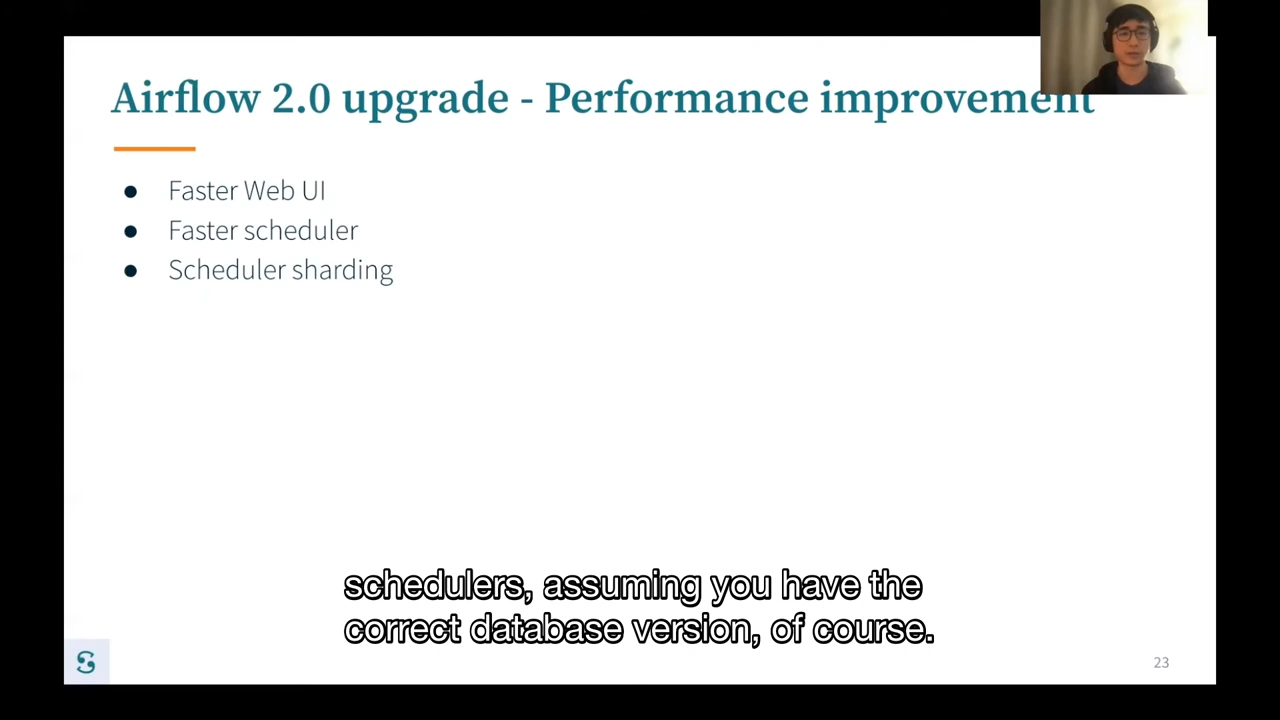 Airflow 2.0 upgrade - Performance improvement
● Faster Web UI
● Faster scheduler
● Scheduler sharding
schedulers, assuming you have the
correct database version, of course.
23